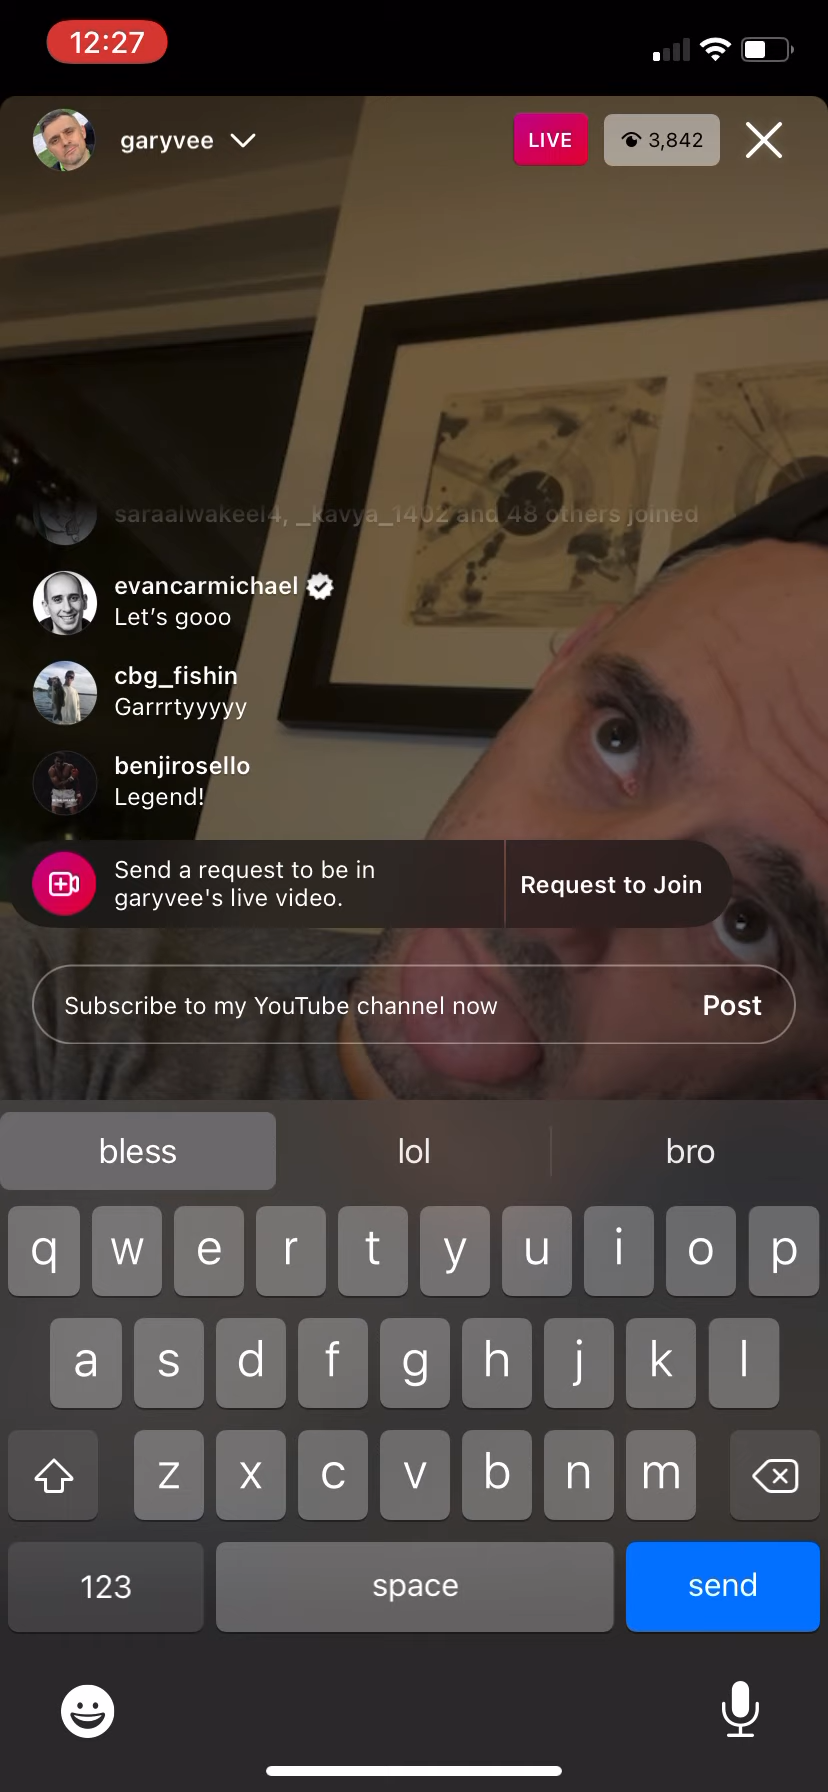 12:27
garyvee
LIVE
3,842
saraalwakeel4, _kavya_1402 and 48 others joined
evancarmichael
Let’s gooo
cbg_fishin
Garrrtyyyyy
benjirosello
Legend!
Send a request to be in
garyvee's live video.
Request to Join
Subscribe to my YouTube channel now
Post
bless lol bro
q w e r t y u i o p
a s d f g h j k l
z x c v b n m
123 space send